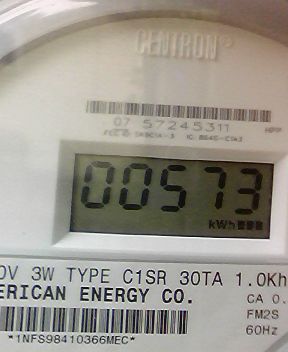 CENTRON®
07 57245311
00573
kWh
0V 3W TYPE C1SR 30TA 1.0Kh
ERICAN ENERGY CO.
CA 0.
FM2S
60Hz
*1NFS98410366MEC*